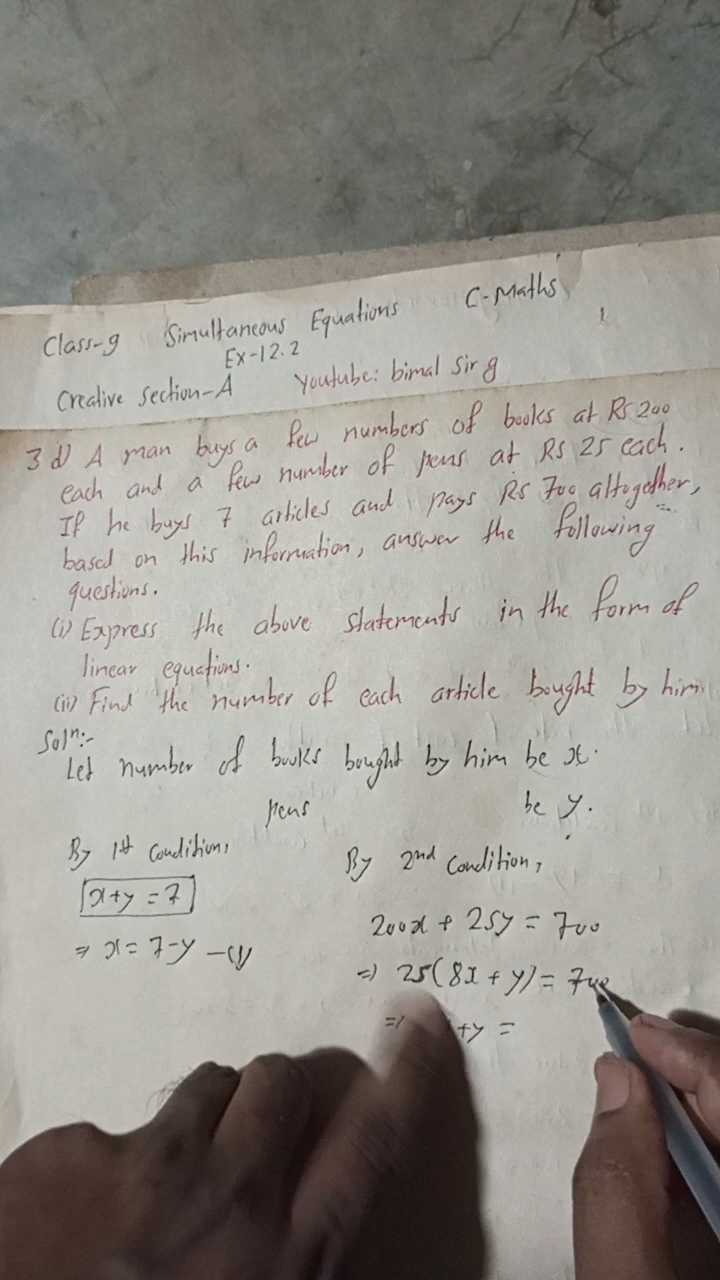 Class-9 Simultaneous Equations C-Maths
Ex-12.2
Creative Section-A Youtube: bimal Sir g
3 d) A man buys a few numbers of books at RS 200
each and a few number of pens at RS 25 each.
If he buys 7 articles and pays RS 700 altogether,
based on this information, answer the following
questions.
(i) Express the above statements in the form of
linear equations.
(ii) Find the number of each article bought by him
Soln:-
Let number of books bought by him be x.
pens be y.
By 1st Condition,
x+y = 7
⇒ x = 7-y -(1)
By 2nd Condition,
200x + 25y = 700
⇒ 25(8x + y) = 700
⇒ +y =